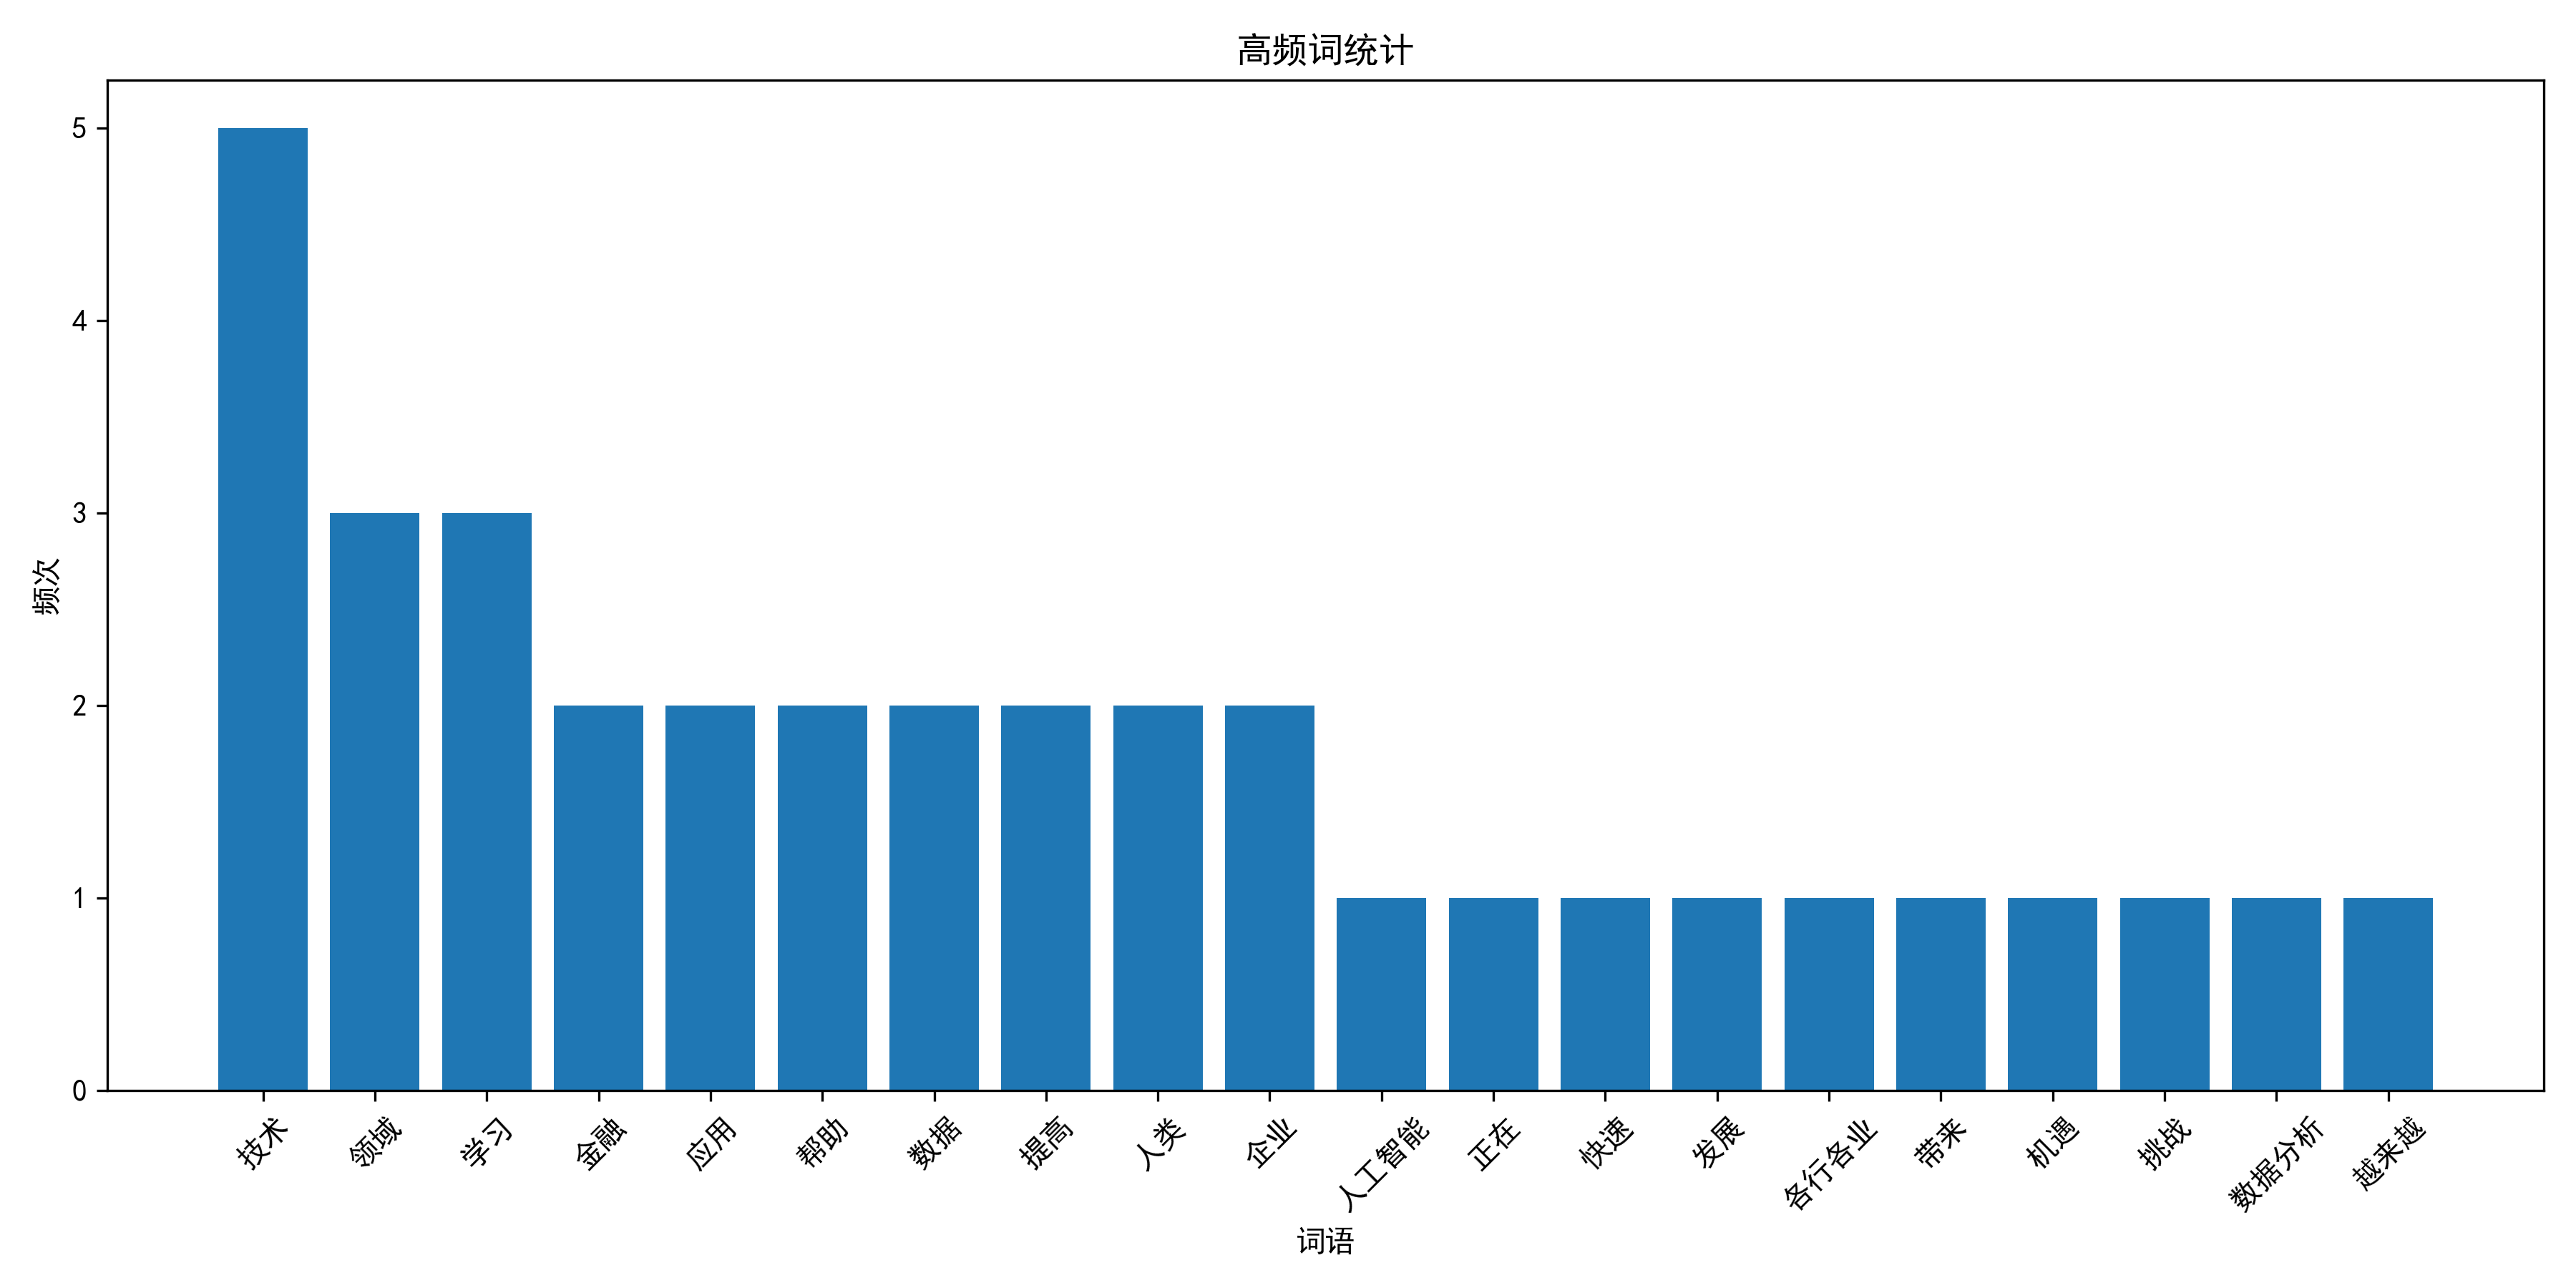 高频词统计
频次
5
4
3
2
1
0
技术 领域 学习 金融 应用 帮助 数据 提高 人类 企业 人工智能 正在 快速 发展 各行各业 带来 机遇 挑战 数据分析 越来越
词语